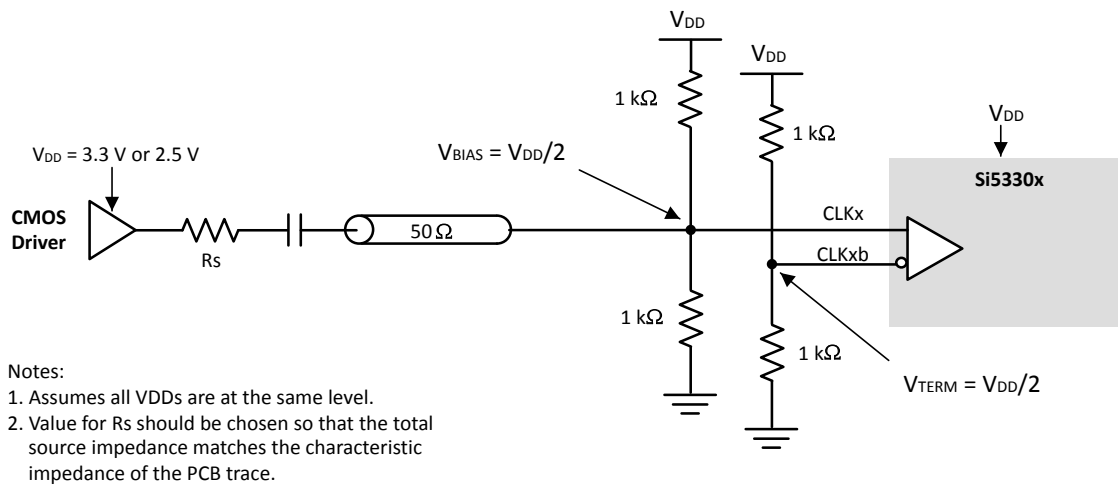 VDD
VDD
1 kΩ
1 kΩ
VDD
VDD = 3.3 V or 2.5 V
VBIAS = VDD/2
Si5330x
CMOS
Driver
CLKx
50 Ω
Rs
CLKxb
1 kΩ
1 kΩ
VTERM = VDD/2
Notes:
1. Assumes all VDDs are at the same level.
2. Value for Rs should be chosen so that the total
source impedance matches the characteristic
impedance of the PCB trace.